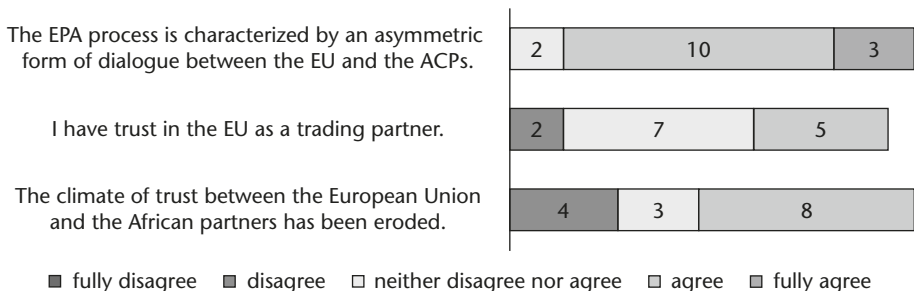 The EPA process is characterized by an asymmetric
form of dialogue between the EU and the ACPs.
2 10 3
I have trust in the EU as a trading partner.
2 7 5
The climate of trust between the European Union
and the African partners has been eroded.
4 3 8
fully disagree disagree neither disagree nor agree agree fully agree